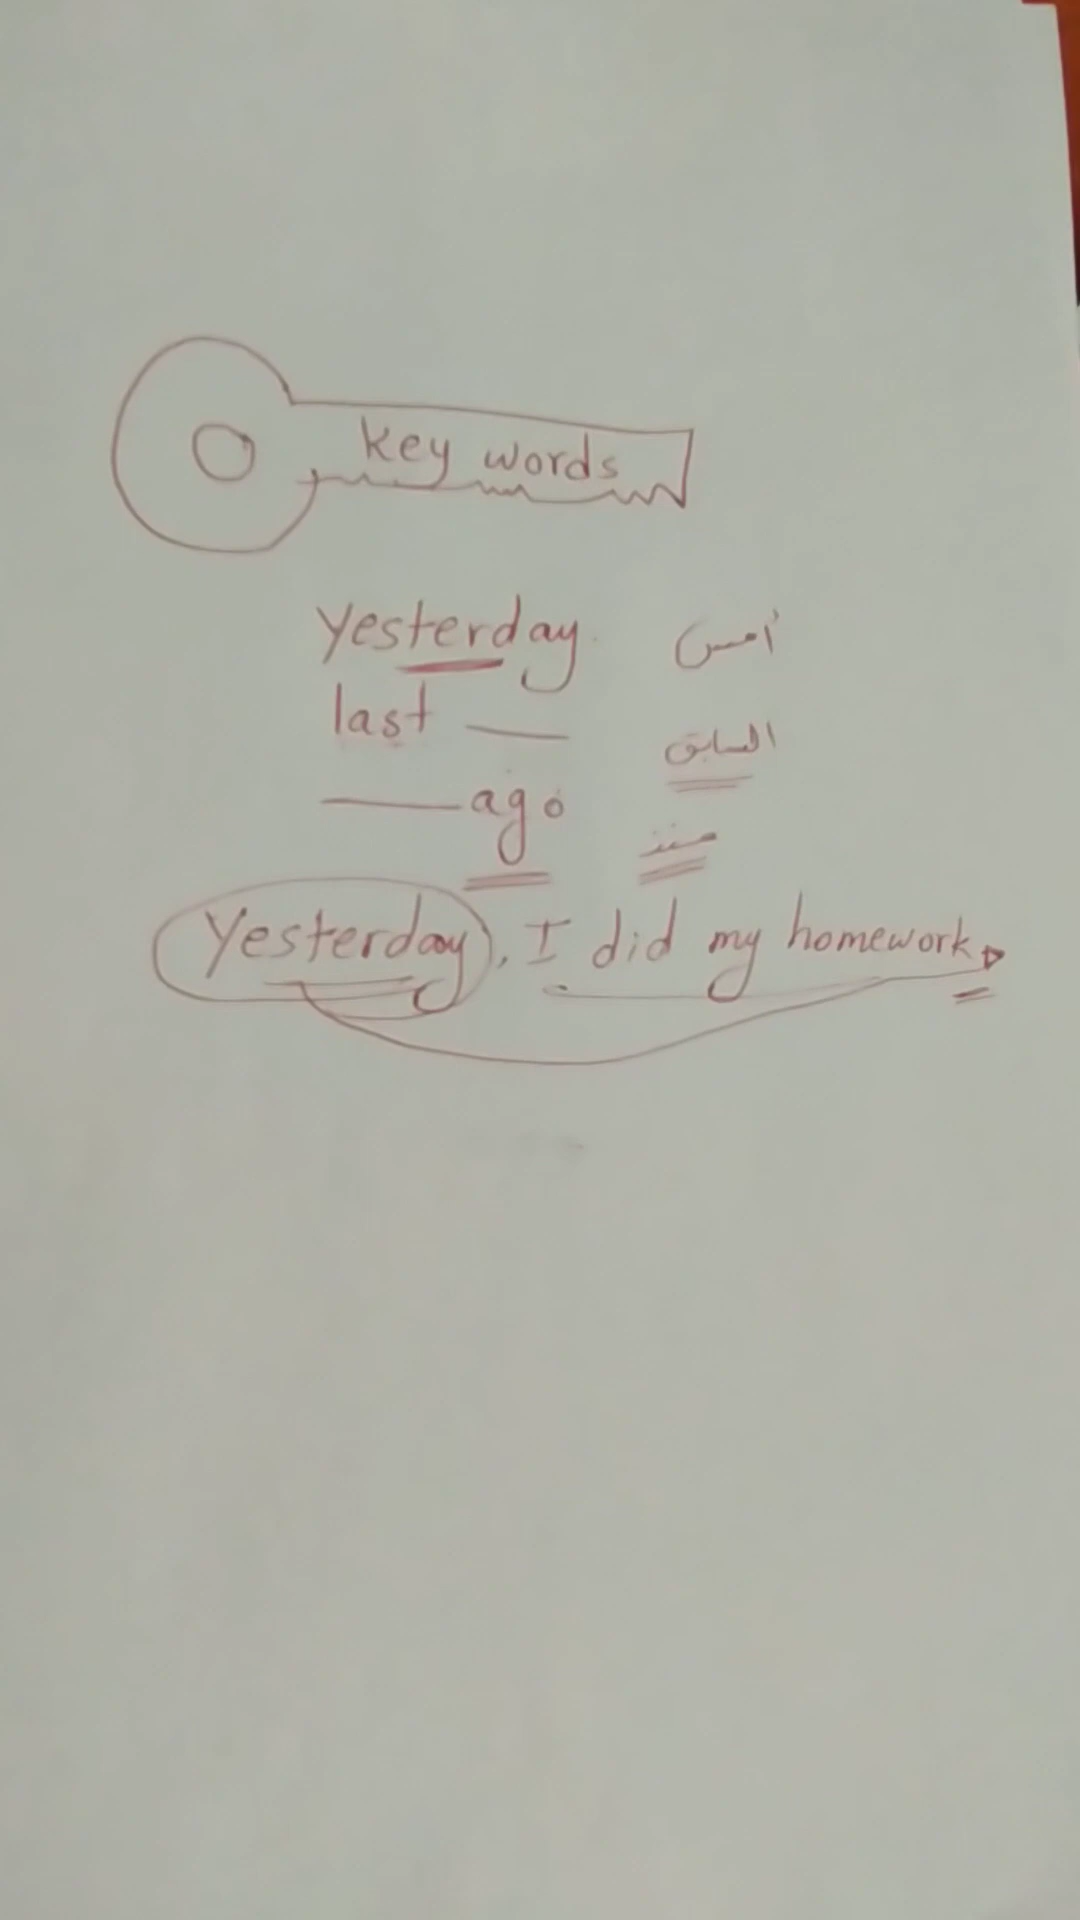 key words
yesterday أمس
last ___ السابق
___ ago منذ
Yesterday, I did my homework.